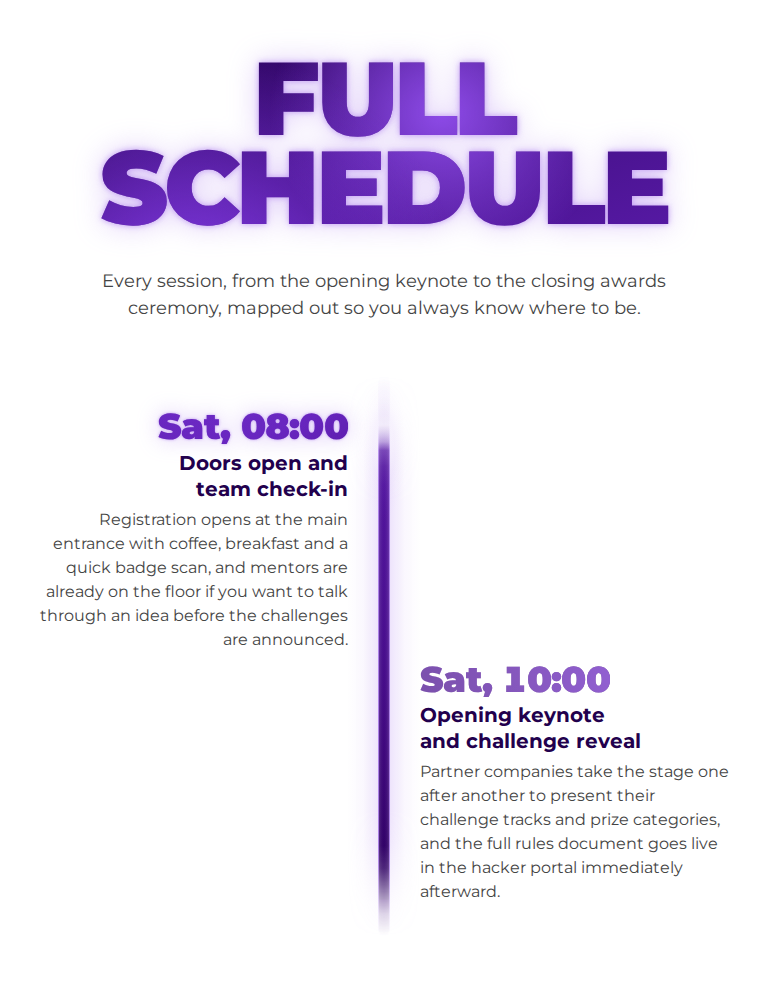 FULL
SCHEDULE
Every session, from the opening keynote to the closing awards
ceremony, mapped out so you always know where to be.
Sat, 08:00
Doors open and
team check-in
Registration opens at the main
entrance with coffee, breakfast and a
quick badge scan, and mentors are
already on the floor if you want to talk
through an idea before the challenges
are announced.
Sat, 10:00
Opening keynote
and challenge reveal
Partner companies take the stage one
after another to present their
challenge tracks and prize categories,
and the full rules document goes live
in the hacker portal immediately
afterward.